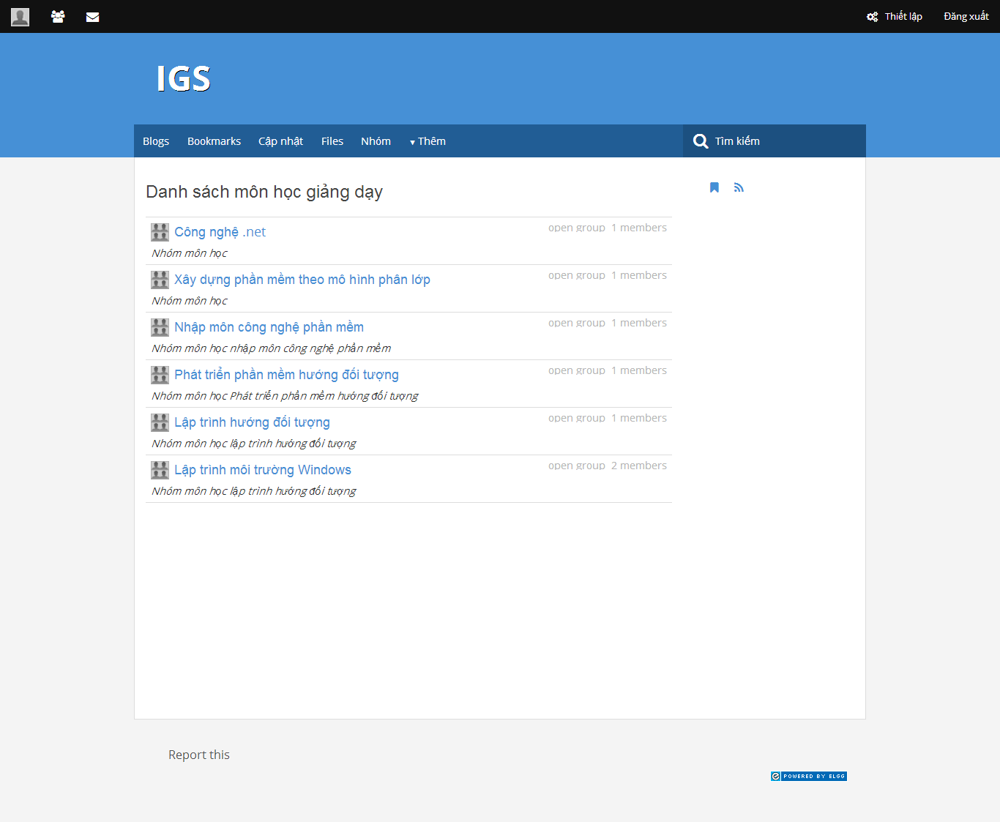 Thiết lập Đăng xuất
IGS
Blogs Bookmarks Cập nhật Files Nhóm ▾ Thêm Tìm kiếm
Danh sách môn học giảng dạy
Công nghệ .net open group 1 members
Nhóm môn học
Xây dựng phần mềm theo mô hình phân lớp open group 1 members
Nhóm môn học
Nhập môn công nghệ phần mềm open group 1 members
Nhóm môn học nhập môn công nghệ phần mềm
Phát triển phần mềm hướng đối tượng open group 1 members
Nhóm môn học Phát triển phần mềm hướng đối tượng
Lập trình hướng đối tượng open group 1 members
Nhóm môn học lập trình hướng đối tượng
Lập trình môi trường Windows open group 2 members
Nhóm môn học lập trình hướng đối tượng
Report this
POWERED BY ELGG